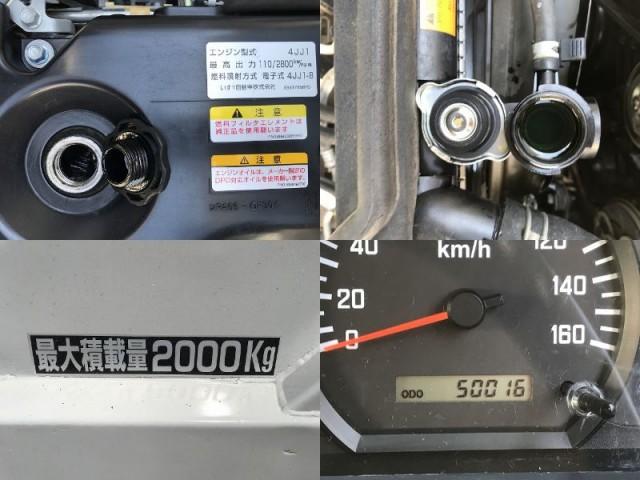 エンジン型式 4JJ1
最高出力 110/2800
燃料噴射方式 電子式 4JJ1-B
いすゞ自動車株式会社
注意
燃料フィルタエレメントは
純正品を使用願います
注意
エンジンオイルは、メーカー指定の
DPD対応オイルを使用願います。
最大積載量2000Kg
km/h
0
20
40
120
140
160
ODO 50016